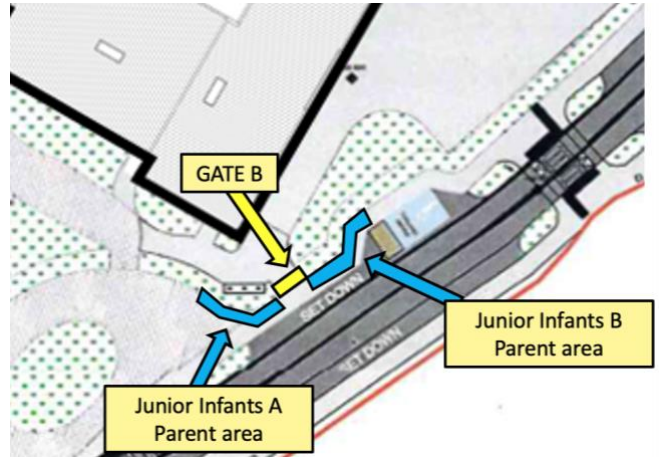 GATE B
SET DOWN
SET DOWN
Junior Infants B
Parent area
Junior Infants A
Parent area